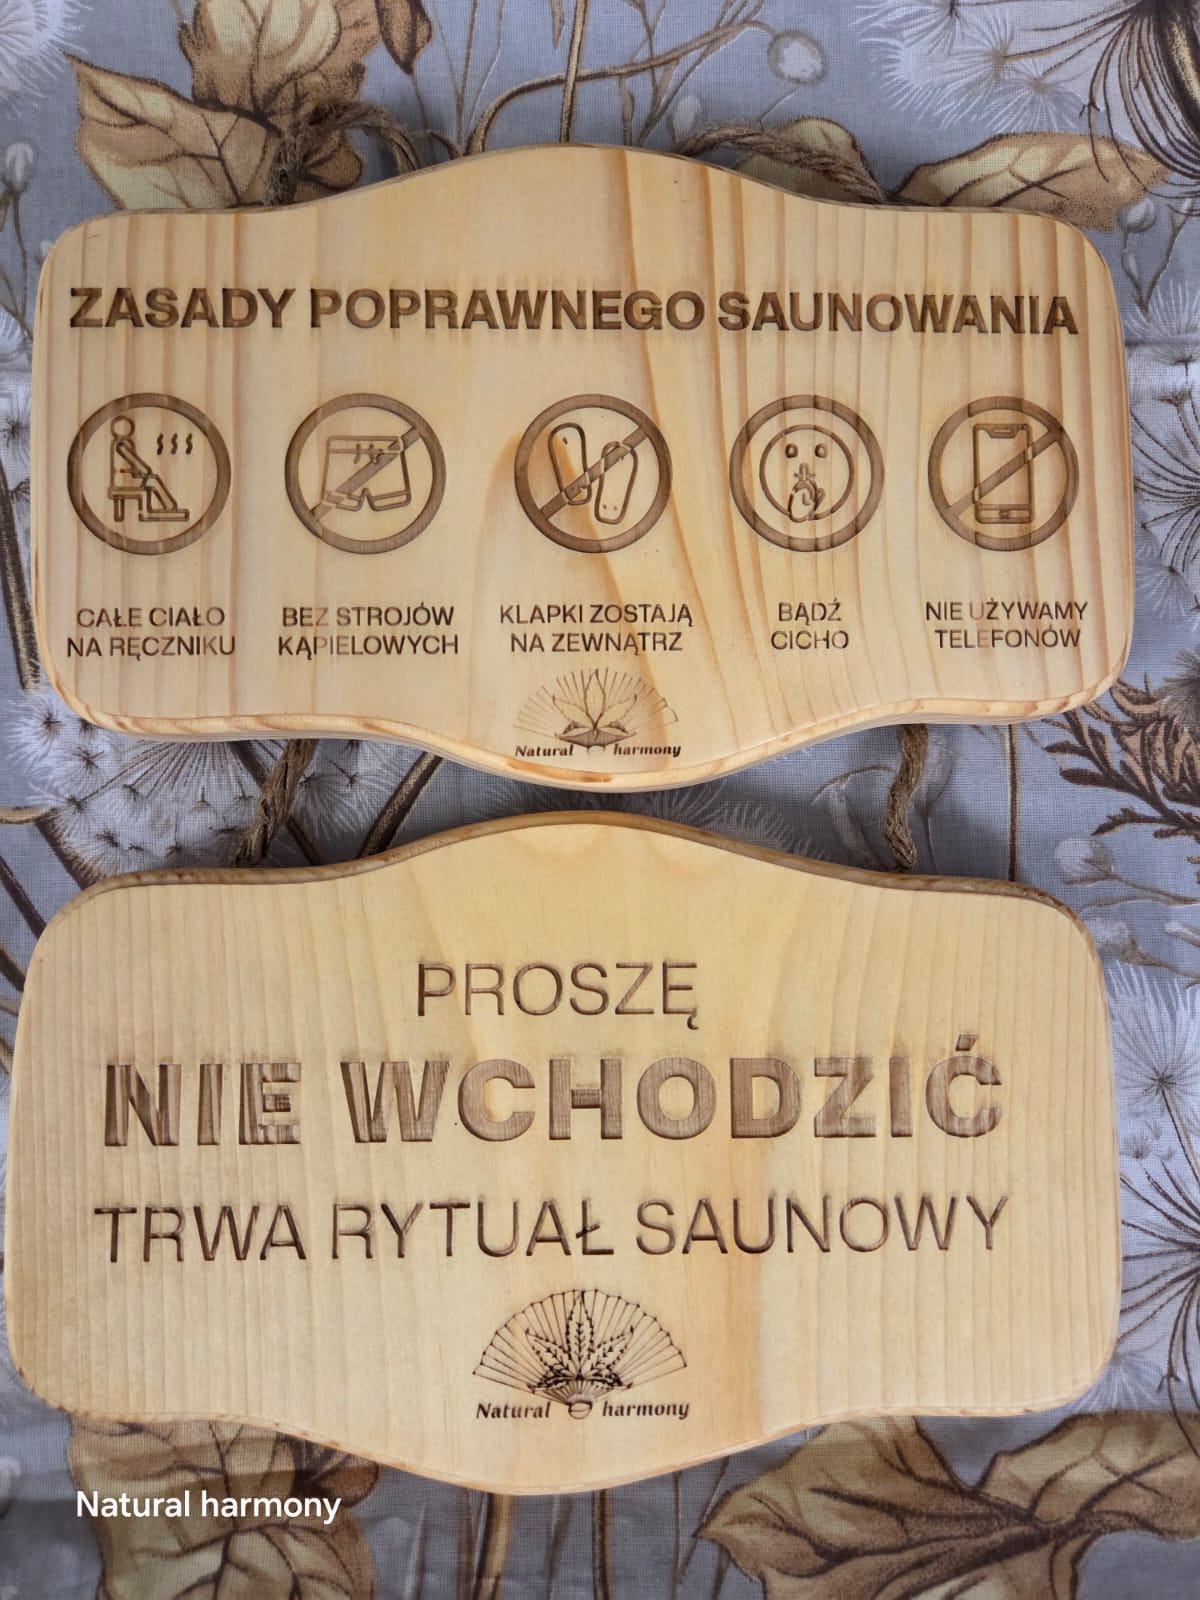 ZASADY POPRAWNEGO SAUNOWANIA
CAŁE CIAŁO
NA RĘCZNIKU
BEZ STROJÓW
KĄPIELOWYCH
KLAPKI ZOSTAJĄ
NA ZEWNĄTRZ
BĄDŹ
CICHO
NIE UŻYWAMY
TELEFONÓW
Natural harmony
PROSZĘ
NIE WCHODZIĆ
TRWA RYTUAŁ SAUNOWY
Natural harmony
Natural harmony